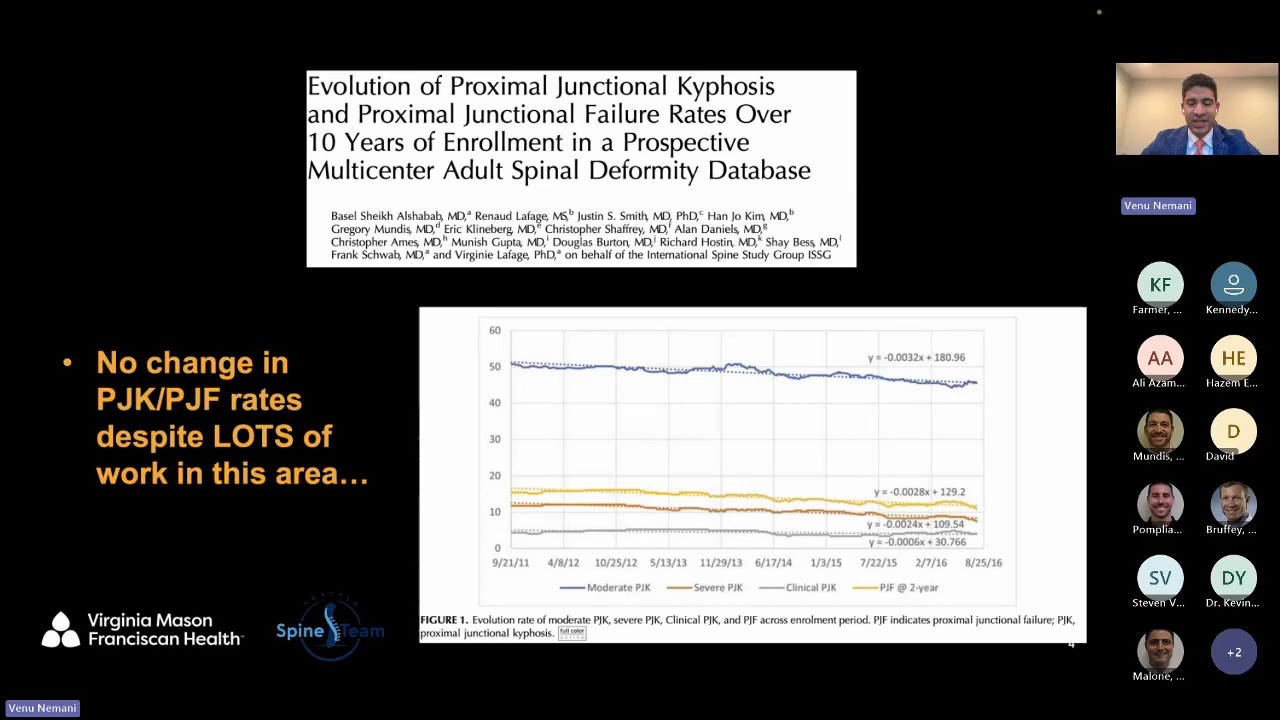 Evolution of Proximal Junctional Kyphosis
and Proximal Junctional Failure Rates Over
10 Years of Enrollment in a Prospective
Multicenter Adult Spinal Deformity Database
Basel Sheikh Alshabab, MD,a Renaud Lafage, MS,b Justin S. Smith, MD, PhD,c Han Jo Kim, MD,b
Gregory Mundis, MD,d Eric Klineberg, MD,e Christopher Shaffrey, MD,f Alan Daniels, MD,g
Christopher Ames, MD,h Munish Gupta, MD,i Douglas Burton, MD,j Richard Hostin, MD,k Shay Bess, MD,l
Frank Schwab, MD,a and Virginie Lafage, PhD,a on behalf of the International Spine Study Group ISSG
• No change in
PJK/PJF rates
despite LOTS of
work in this area…
60
50
40
30
20
10
0
y = -0.0032x + 180.96
y = -0.0028x + 129.2
y = -0.0024x + 109.54
y = -0.0006x + 30.766
9/21/11 4/8/12 10/25/12 5/13/13 11/29/13 6/17/14 1/3/15 7/22/15 2/7/16 8/25/16
Moderate PJK Severe PJK Clinical PJK PJF @ 2-year
FIGURE 1. Evolution rate of moderate PJK, severe PJK, Clinical PJK, and PJF across enrolment period. PJF indicates proximal junctional failure; PJK,
proximal junctional kyphosis. full color
4
Virginia Mason
Franciscan Health
SEATTLE
Spine Team
Venu Nemani
Venu Nemani
KF
Farmer, ...
Kennedy...
AA
Ali Azam...
HE
Hazem E...
Mundis, ...
D
David
Pomplia...
Bruffey, ...
SV
Steven V...
DY
Dr. Kevin...
Malone, ...
+2